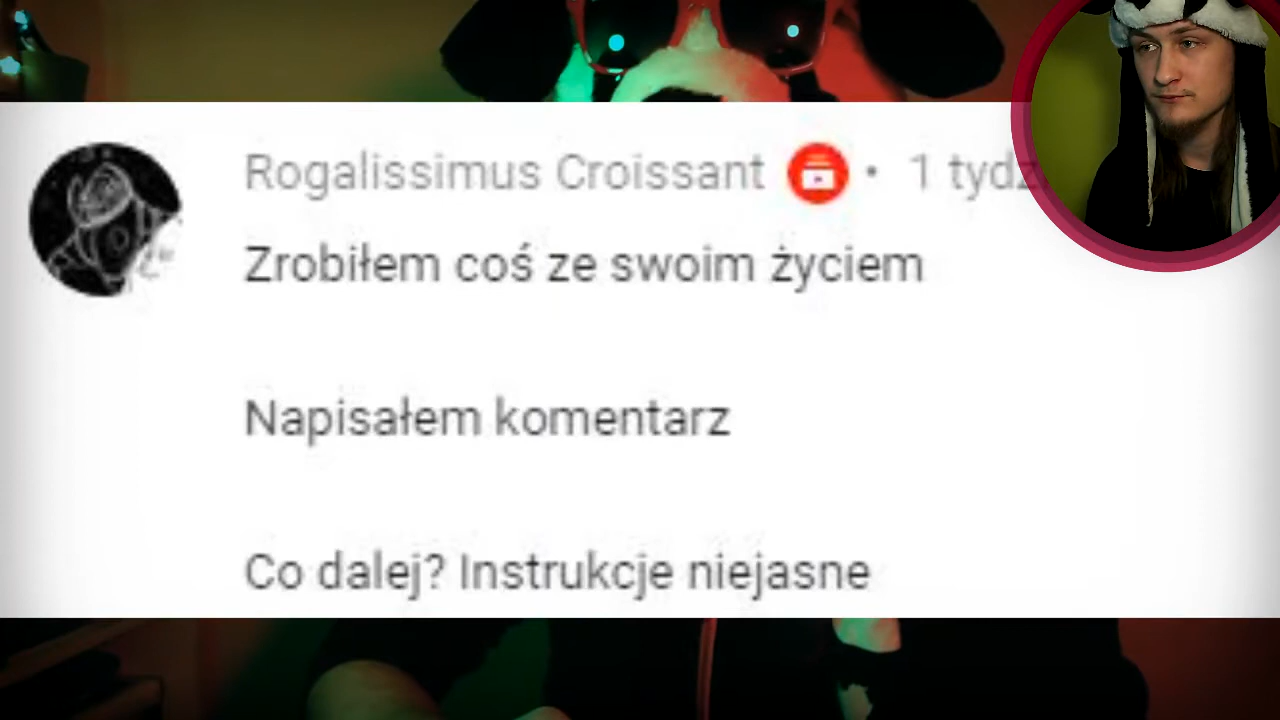 Rogalissimus Croissant • 1 tydz
Zrobiłem coś ze swoim życiem
Napisałem komentarz
Co dalej? Instrukcje niejasne